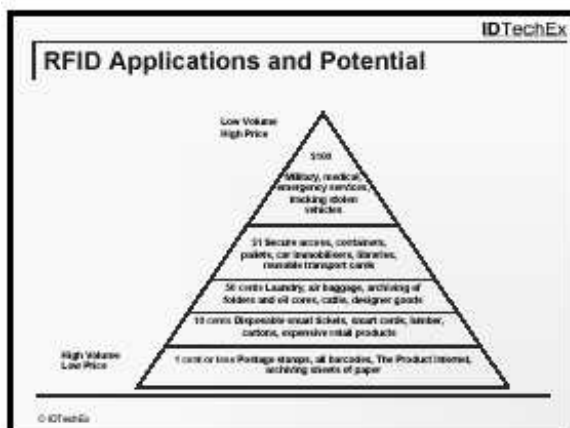 IDTechEx
RFID Applications and Potential
Low Volume
High Price
$100
Military, medical,
emergency services,
tracking stolen
vehicles
$1 Secure access, containers,
pallets, car immobilisers, libraries,
reusable transport cards
50 cents Laundry, air baggage, archiving of
folders and oil cores, cattle, designer goods
10 cents Disposable smart tickets, smart cards, lumber,
cartons, expensive retail products
High Volume
Low Price
1 cent or less Postage stamps, all barcodes, The Product Internet,
archiving sheets of paper
© IDTechEx